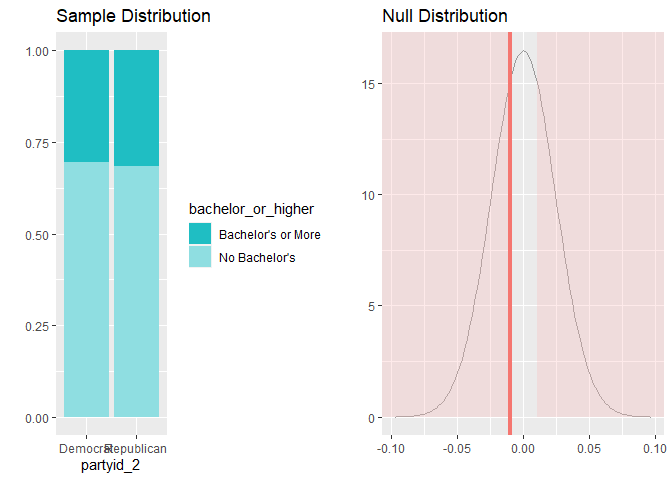 Sample Distribution
1.00
0.75
0.50
0.25
0.00
Democrat Republican
partyid_2
bachelor_or_higher
Bachelor's or More
No Bachelor's
Null Distribution
15
10
5
0
-0.10 -0.05 0.00 0.05 0.10